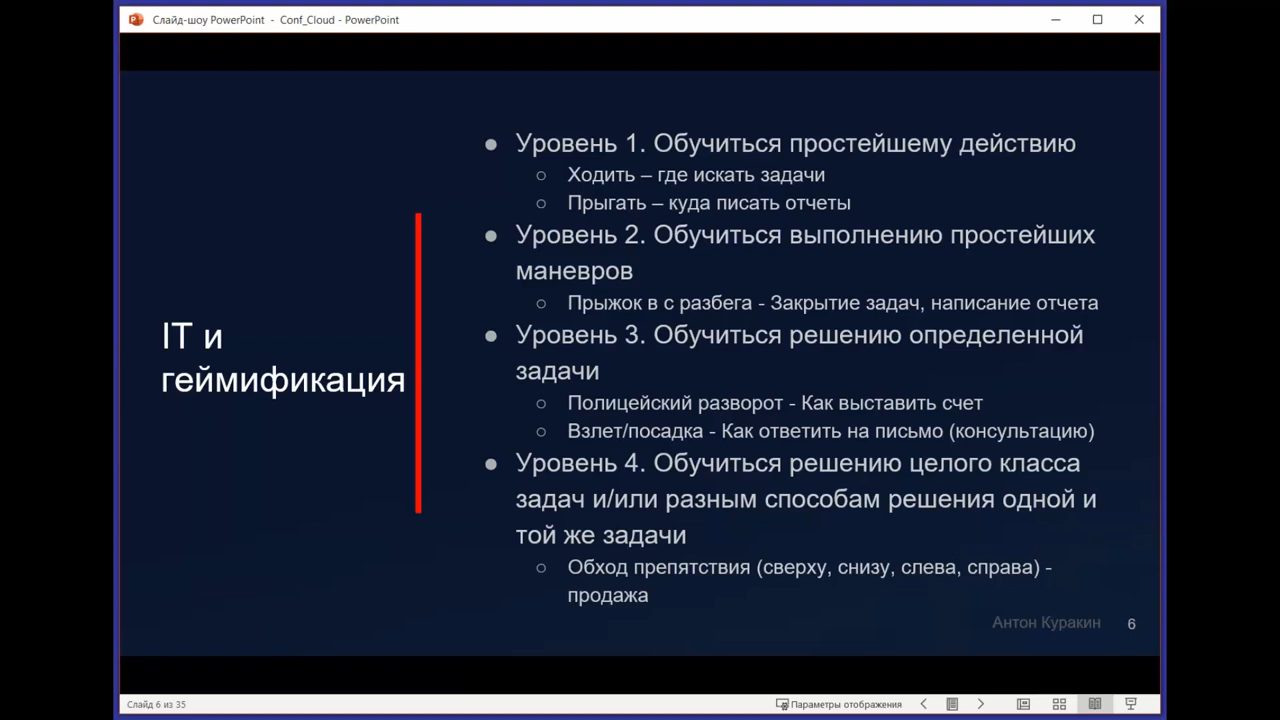 Слайд-шоу PowerPoint - Conf_Cloud - PowerPoint
IT и
геймификация
Уровень 1. Обучиться простейшему действию
Ходить – где искать задачи
Прыгать – куда писать отчеты
Уровень 2. Обучиться выполнению простейших
маневров
Прыжок в с разбега - Закрытие задач, написание отчета
Уровень 3. Обучиться решению определенной
задачи
Полицейский разворот - Как выставить счет
Взлет/посадка - Как ответить на письмо (консультацию)
Уровень 4. Обучиться решению целого класса
задач и/или разным способам решения одной и
той же задачи
Обход препятствия (сверху, снизу, слева, справа) -
продажа
Антон Куракин 6
Слайд 6 из 35
Параметры отображения